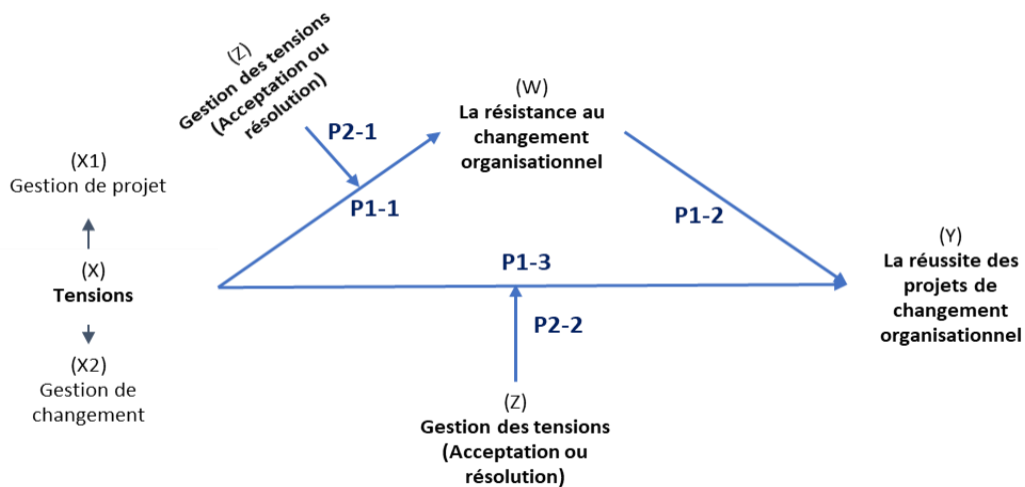 (Z)
Gestion des tensions
(Acceptation ou
résolution)
P2-1
(W)
La résistance au
changement
organisationnel
(X1)
Gestion de projet
P1-1
P1-2
(X)
Tensions
P1-3
(Y)
La réussite des
projets de
changement
organisationnel
P2-2
(X2)
Gestion de
changement
(Z)
Gestion des tensions
(Acceptation ou
résolution)